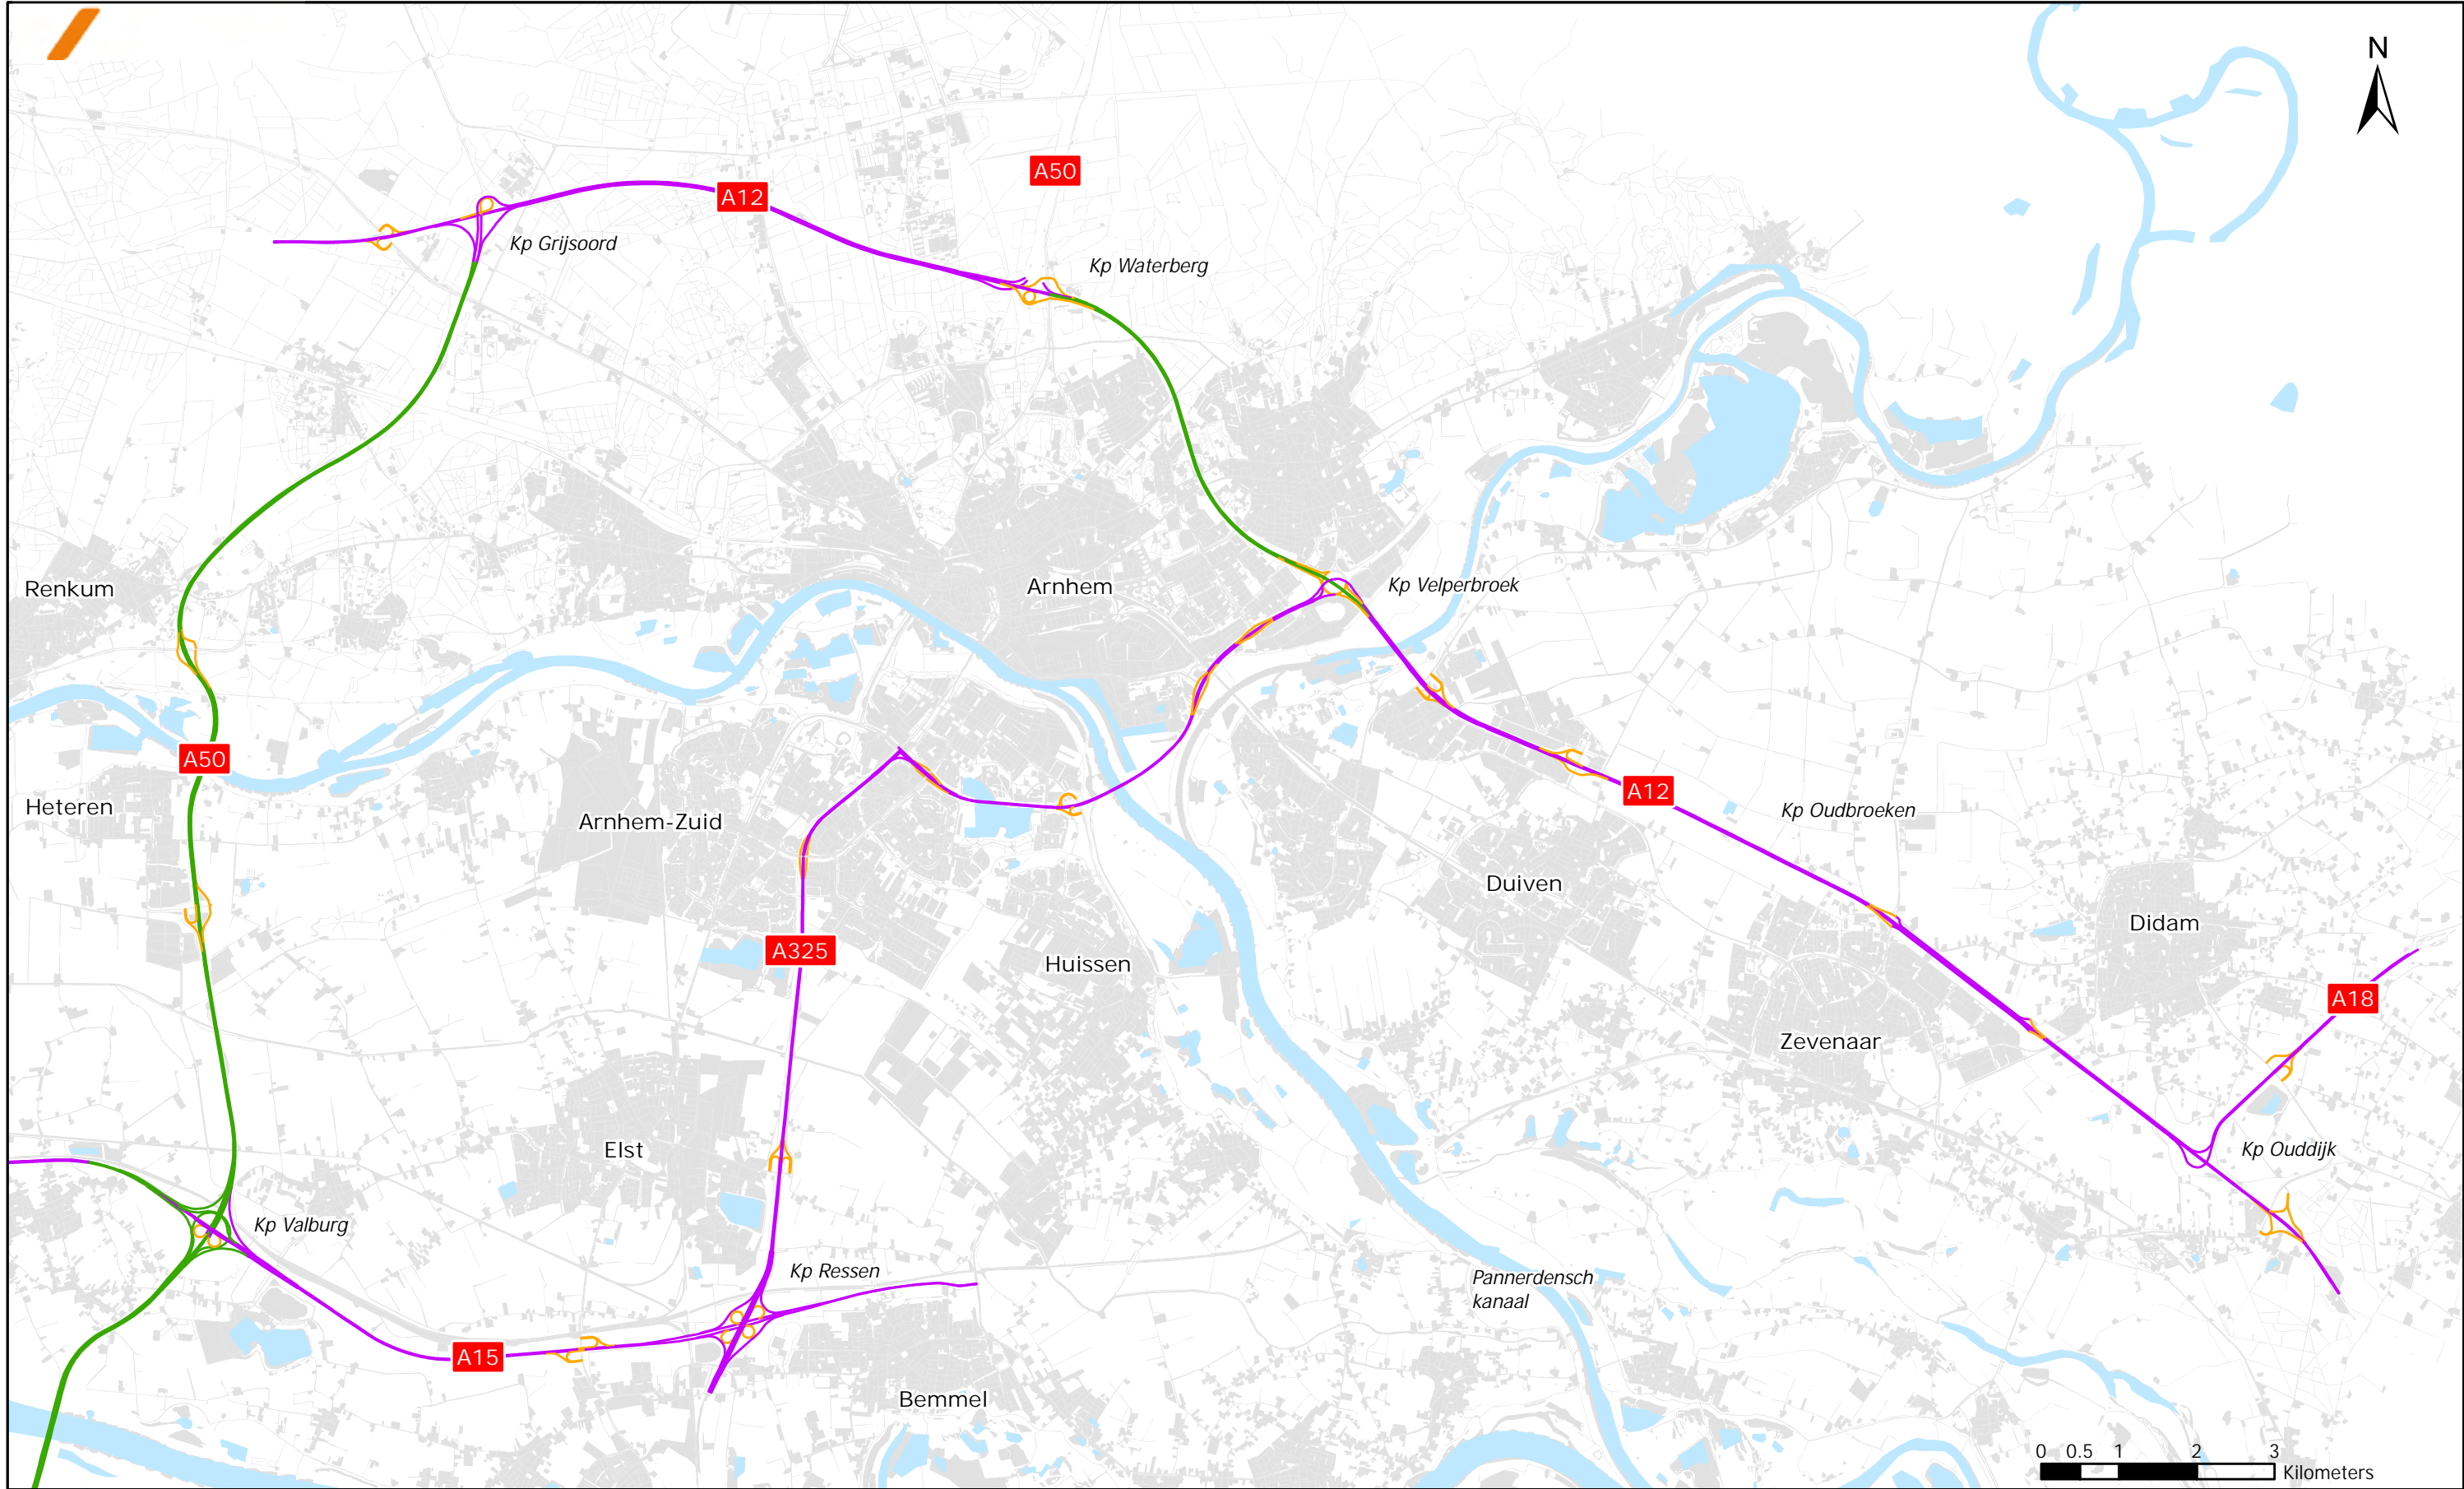 N
A50
A12
Kp Grijsoord
Kp Waterberg
Renkum
Arnhem
Kp Velperbroek
A50
Heteren
Arnhem-Zuid
A12
Kp Oudbroeken
Duiven
Didam
A325
Huissen
A18
Zevenaar
Elst
Kp Ouddijk
Kp Valburg
Kp Ressen
Pannerdensch
kanaal
A15
Bemmel
0 0.5 1 2 3
Kilometers